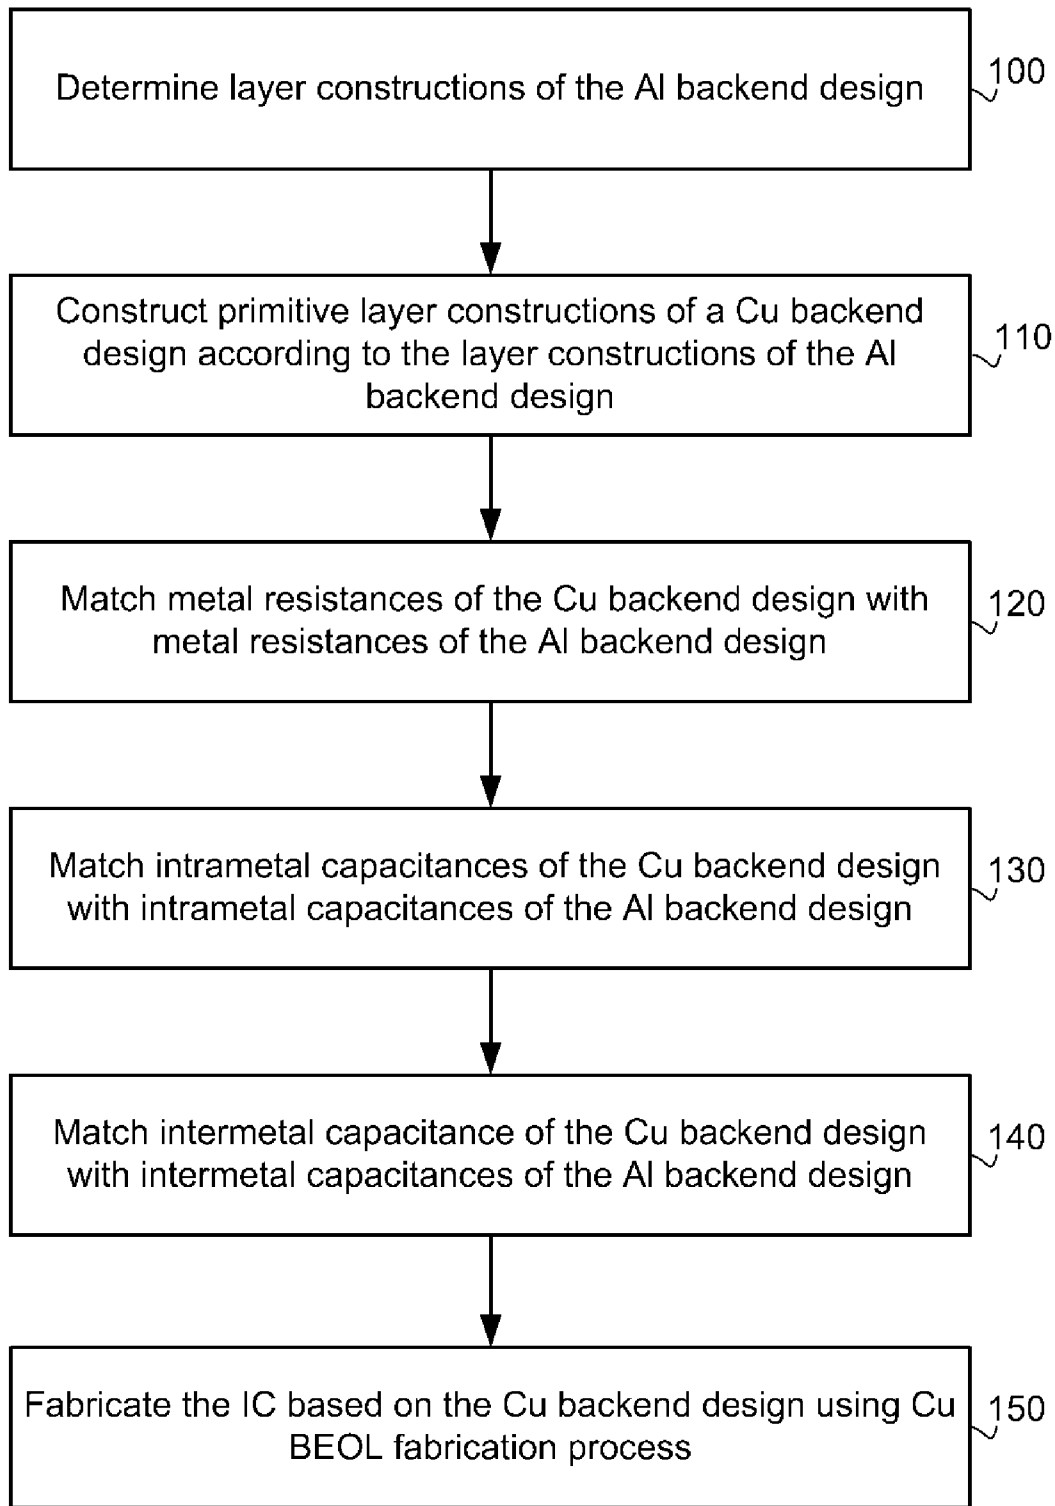 Determine layer constructions of the Al backend design
100
Construct primitive layer constructions of a Cu backend
design according to the layer constructions of the Al
backend design
110
Match metal resistances of the Cu backend design with
metal resistances of the Al backend design
120
Match intrametal capacitances of the Cu backend design
with intrametal capacitances of the Al backend design
130
Match intermetal capacitance of the Cu backend design
with intermetal capacitances of the Al backend design
140
Fabricate the IC based on the Cu backend design using Cu
BEOL fabrication process
150